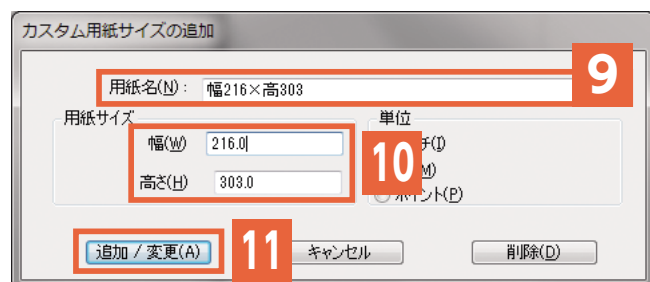 カスタム用紙サイズの追加
用紙名(N): 幅216×高303
9
用紙サイズ
単位
幅(W) 216.0
高さ(H) 303.0
10
チ(I)
(M)
ポイント(P)
追加 / 変更(A)
11
キャンセル
削除(D)